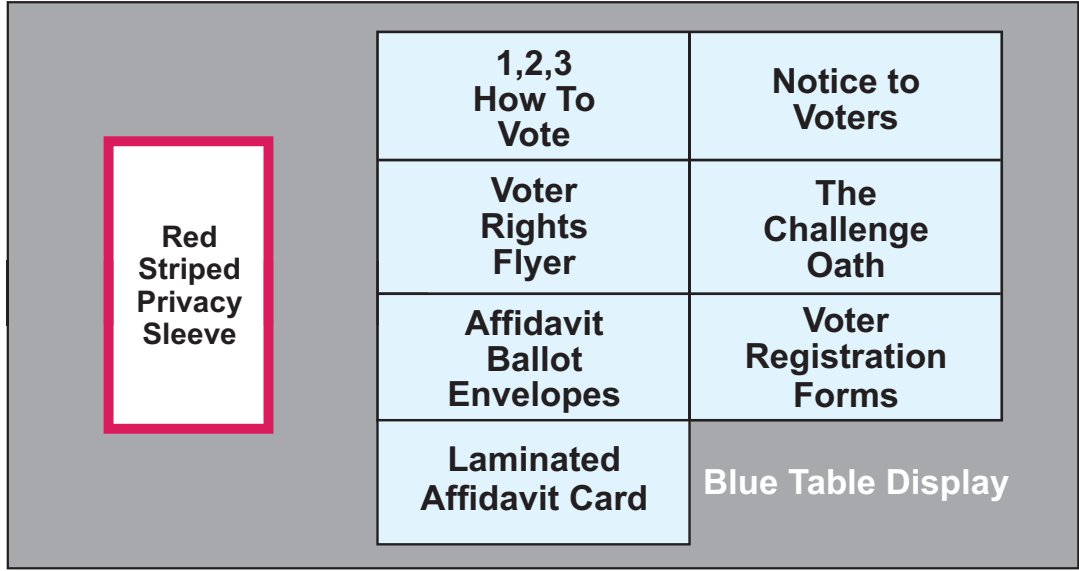 Red
Striped
Privacy
Sleeve
1,2,3
How To
Vote
Notice to
Voters
Voter
Rights
Flyer
The
Challenge
Oath
Affidavit
Ballot
Envelopes
Voter
Registration
Forms
Laminated
Affidavit Card
Blue Table Display